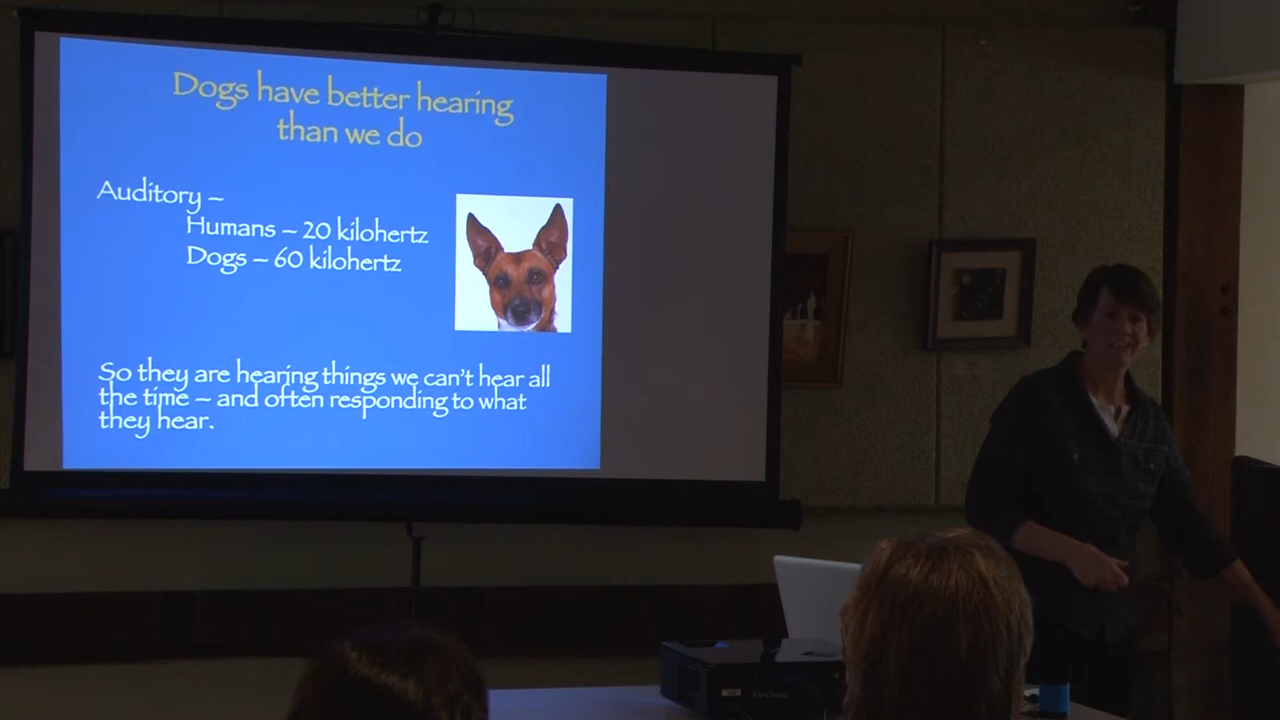 Dogs have better hearing
than we do
Auditory –
Humans – 20 kilohertz
Dogs – 60 kilohertz
So they are hearing things we can't hear all
the time – and often responding to what
they hear.
ViewSonic